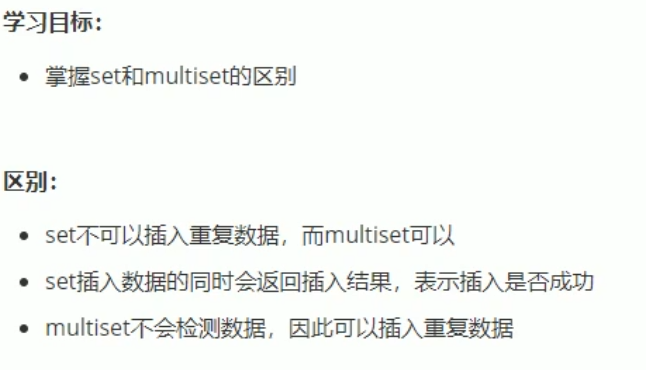 学习目标：
• 掌握set和multiset的区别
区别：
• set不可以插入重复数据，而multiset可以
• set插入数据的同时会返回插入结果，表示插入是否成功
• multiset不会检测数据，因此可以插入重复数据